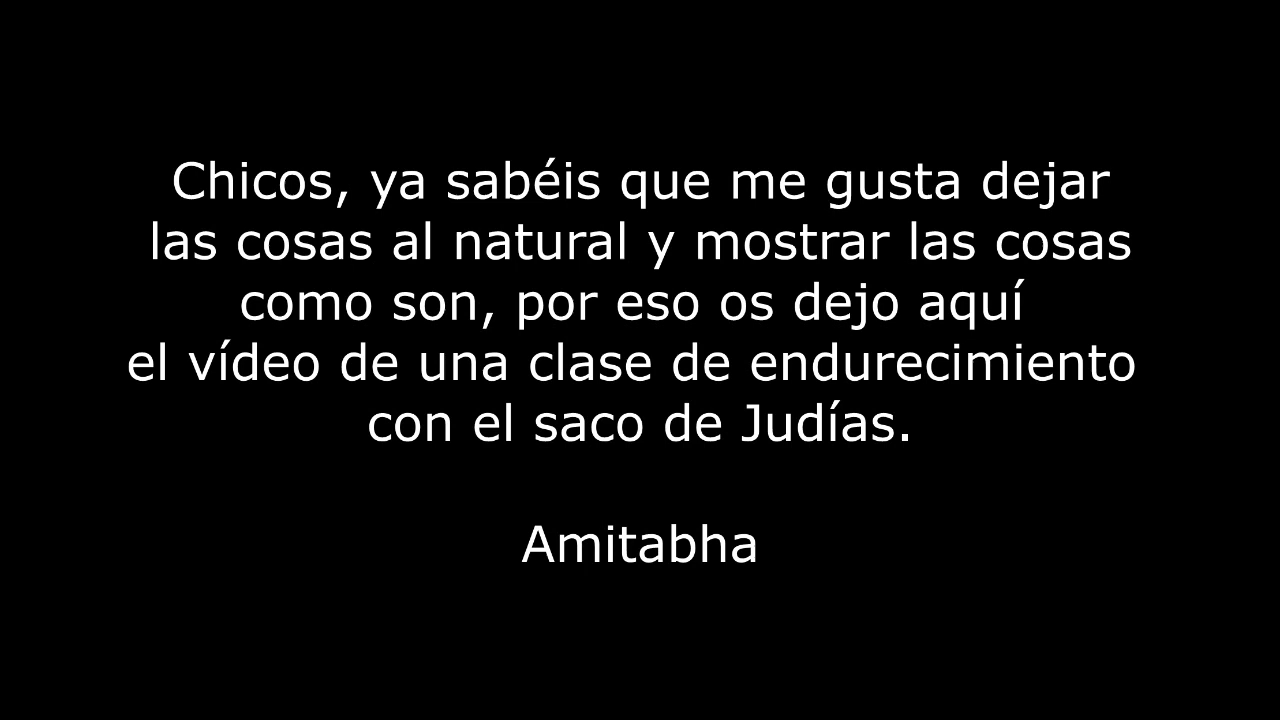 Chicos, ya sabéis que me gusta dejar
las cosas al natural y mostrar las cosas
como son, por eso os dejo aquí
el vídeo de una clase de endurecimiento
con el saco de Judías.
Amitabha